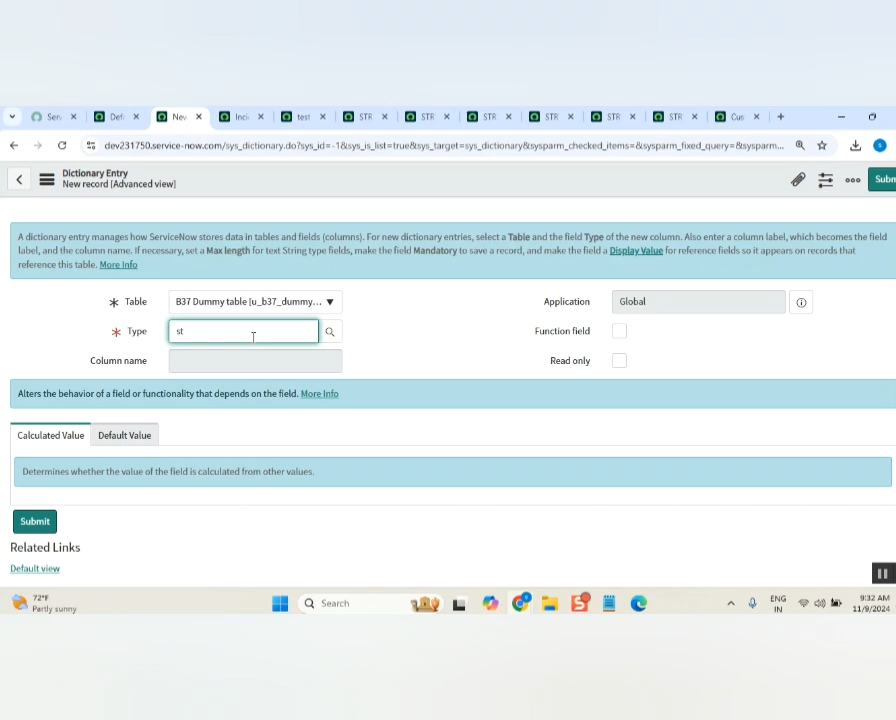 Serv
Defa
New
Inci
test
STR
STR
STR
STR
STR
STR
Cus
dev231750.service-now.com/sys_dictionary.do?sys_id=-1&sys_is_list=true&sys_target=sys_dictionary&sysparm_checked_items=&sysparm_fixed_query=&sysparm...
Dictionary Entry
New record [Advanced view]
Subm
A dictionary entry manages how ServiceNow stores data in tables and fields (columns). For new dictionary entries, select a Table and the field Type of the new column. Also enter a column label, which becomes the field
label, and the column name. If necessary, set a Max length for text String type fields, make the field Mandatory to save a record, and make the field a Display Value for reference fields so it appears on records that
reference this table. More Info
Table
B37 Dummy table [u_b37_dummy...
Application
Global
Type
st
Function field
Column name
Read only
Alters the behavior of a field or functionality that depends on the field. More Info
Calculated Value
Default Value
Determines whether the value of the field is calculated from other values.
Submit
Related Links
Default view
72°F
Partly sunny
Search
ENG
IN
9:32 AM
11/9/2024